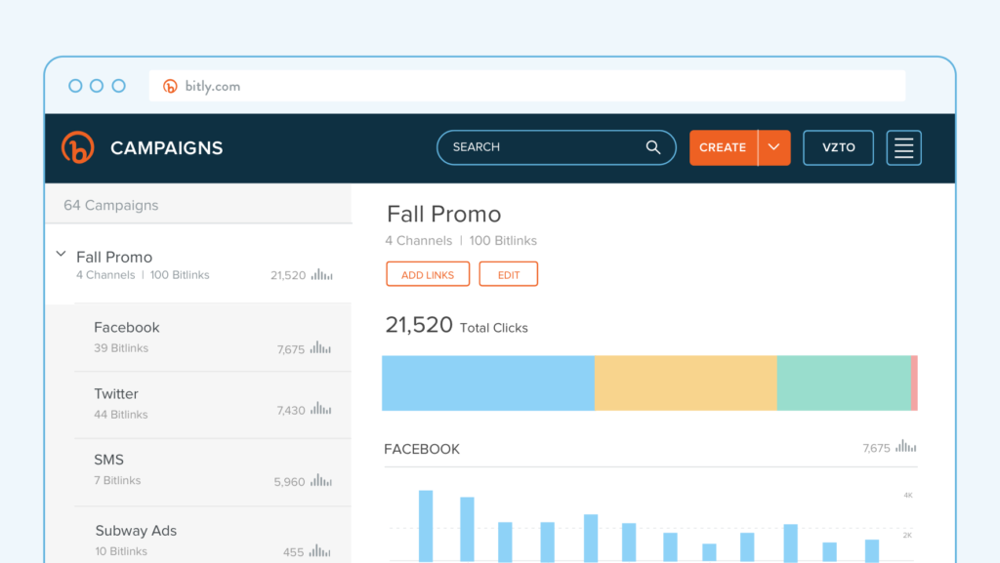 bitly.com
CAMPAIGNS
SEARCH
CREATE
VZTO
64 Campaigns
Fall Promo
4 Channels | 100 Bitlinks
21,520
Facebook
39 Bitlinks
7,675
Twitter
44 Bitlinks
7,430
SMS
7 Bitlinks
5,960
Subway Ads
10 Bitlinks
455
Fall Promo
4 Channels | 100 Bitlinks
ADD LINKS
EDIT
21,520 Total Clicks
FACEBOOK
7,675
4K
2K